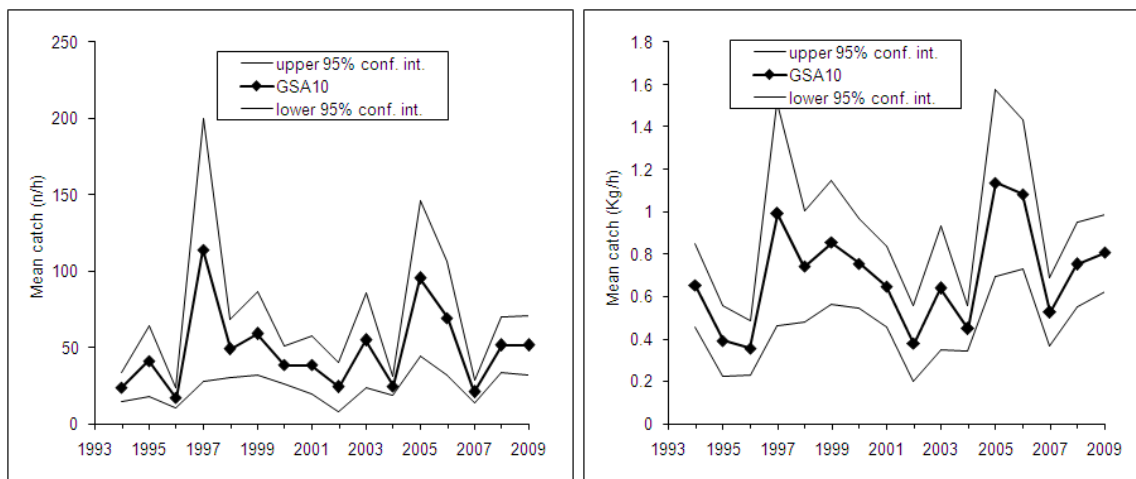 250
200
150
100
50
0
Mean catch (n/h)
upper 95% conf. int.
GSA10
lower 95% conf. int.
1993 1995 1997 1999 2001 2003 2005 2007 2009
1.8
1.6
1.4
1.2
1
0.8
0.6
0.4
0.2
0
Mean catch (Kg/h)
upper 95% conf. int.
GSA10
lower 95% conf. int.
1993 1995 1997 1999 2001 2003 2005 2007 2009